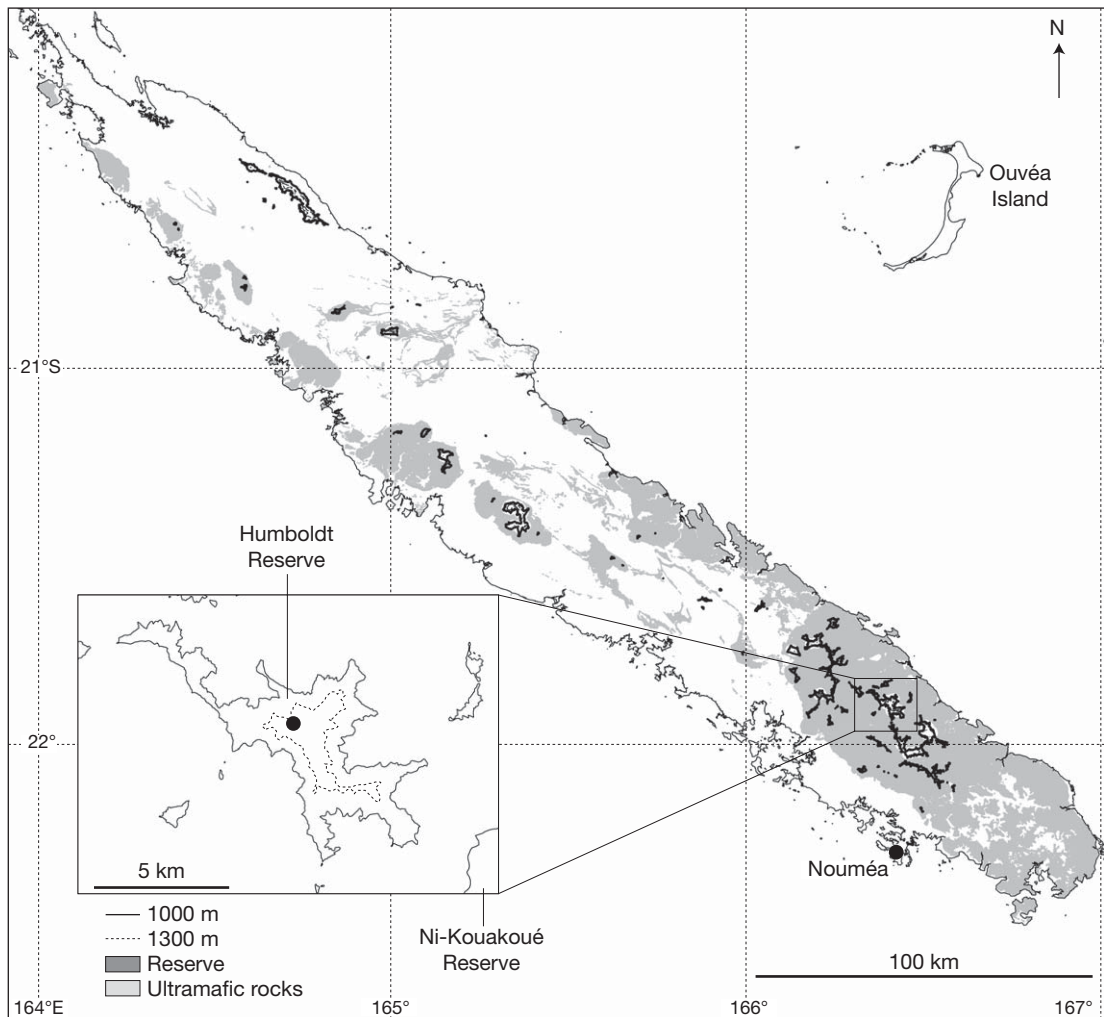 N
Ouvéa
Island
21°S
Humboldt
Reserve
22°
5 km
Nouméa
1000 m
1300 m
Reserve
Ultramafic rocks
Ni-Kouakoué
Reserve
100 km
164°E
165°
166°
167°